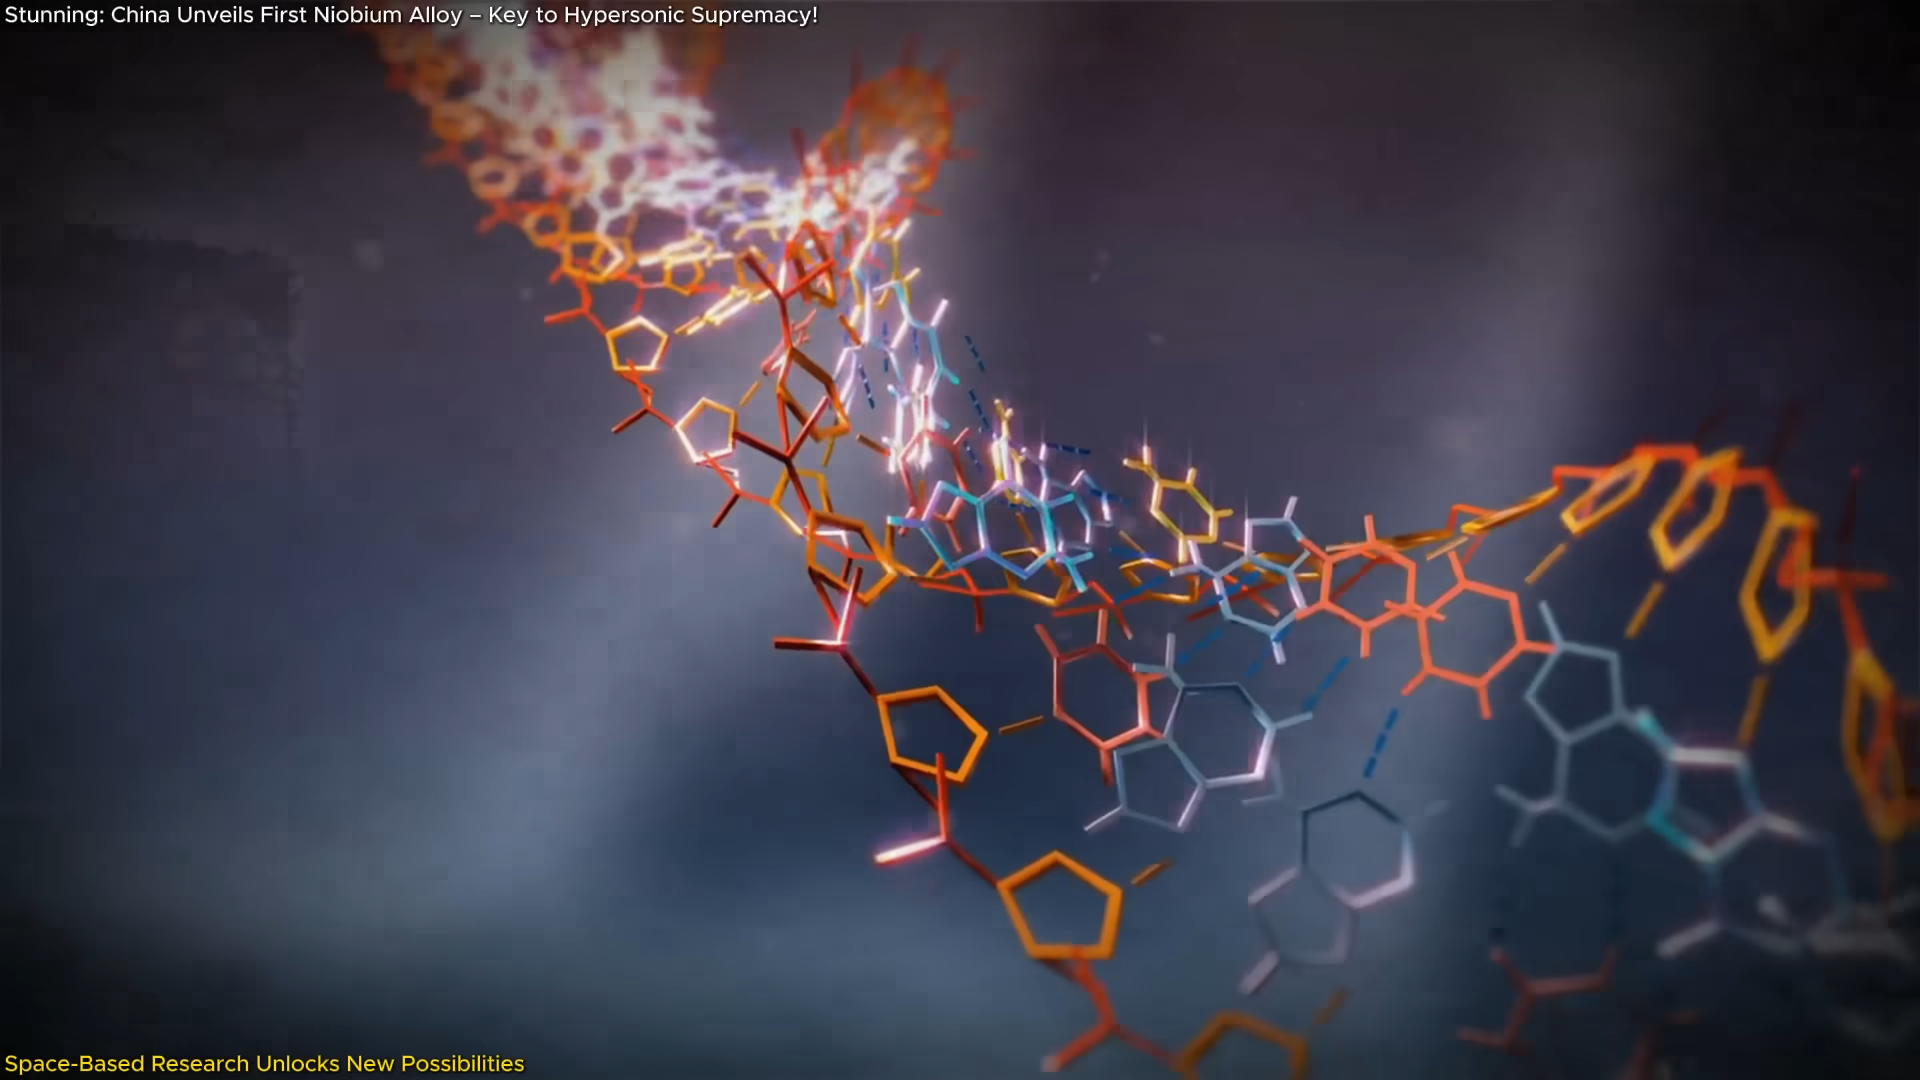 Stunning: China Unveils First Niobium Alloy – Key to Hypersonic Supremacy!
Space-Based Research Unlocks New Possibilities